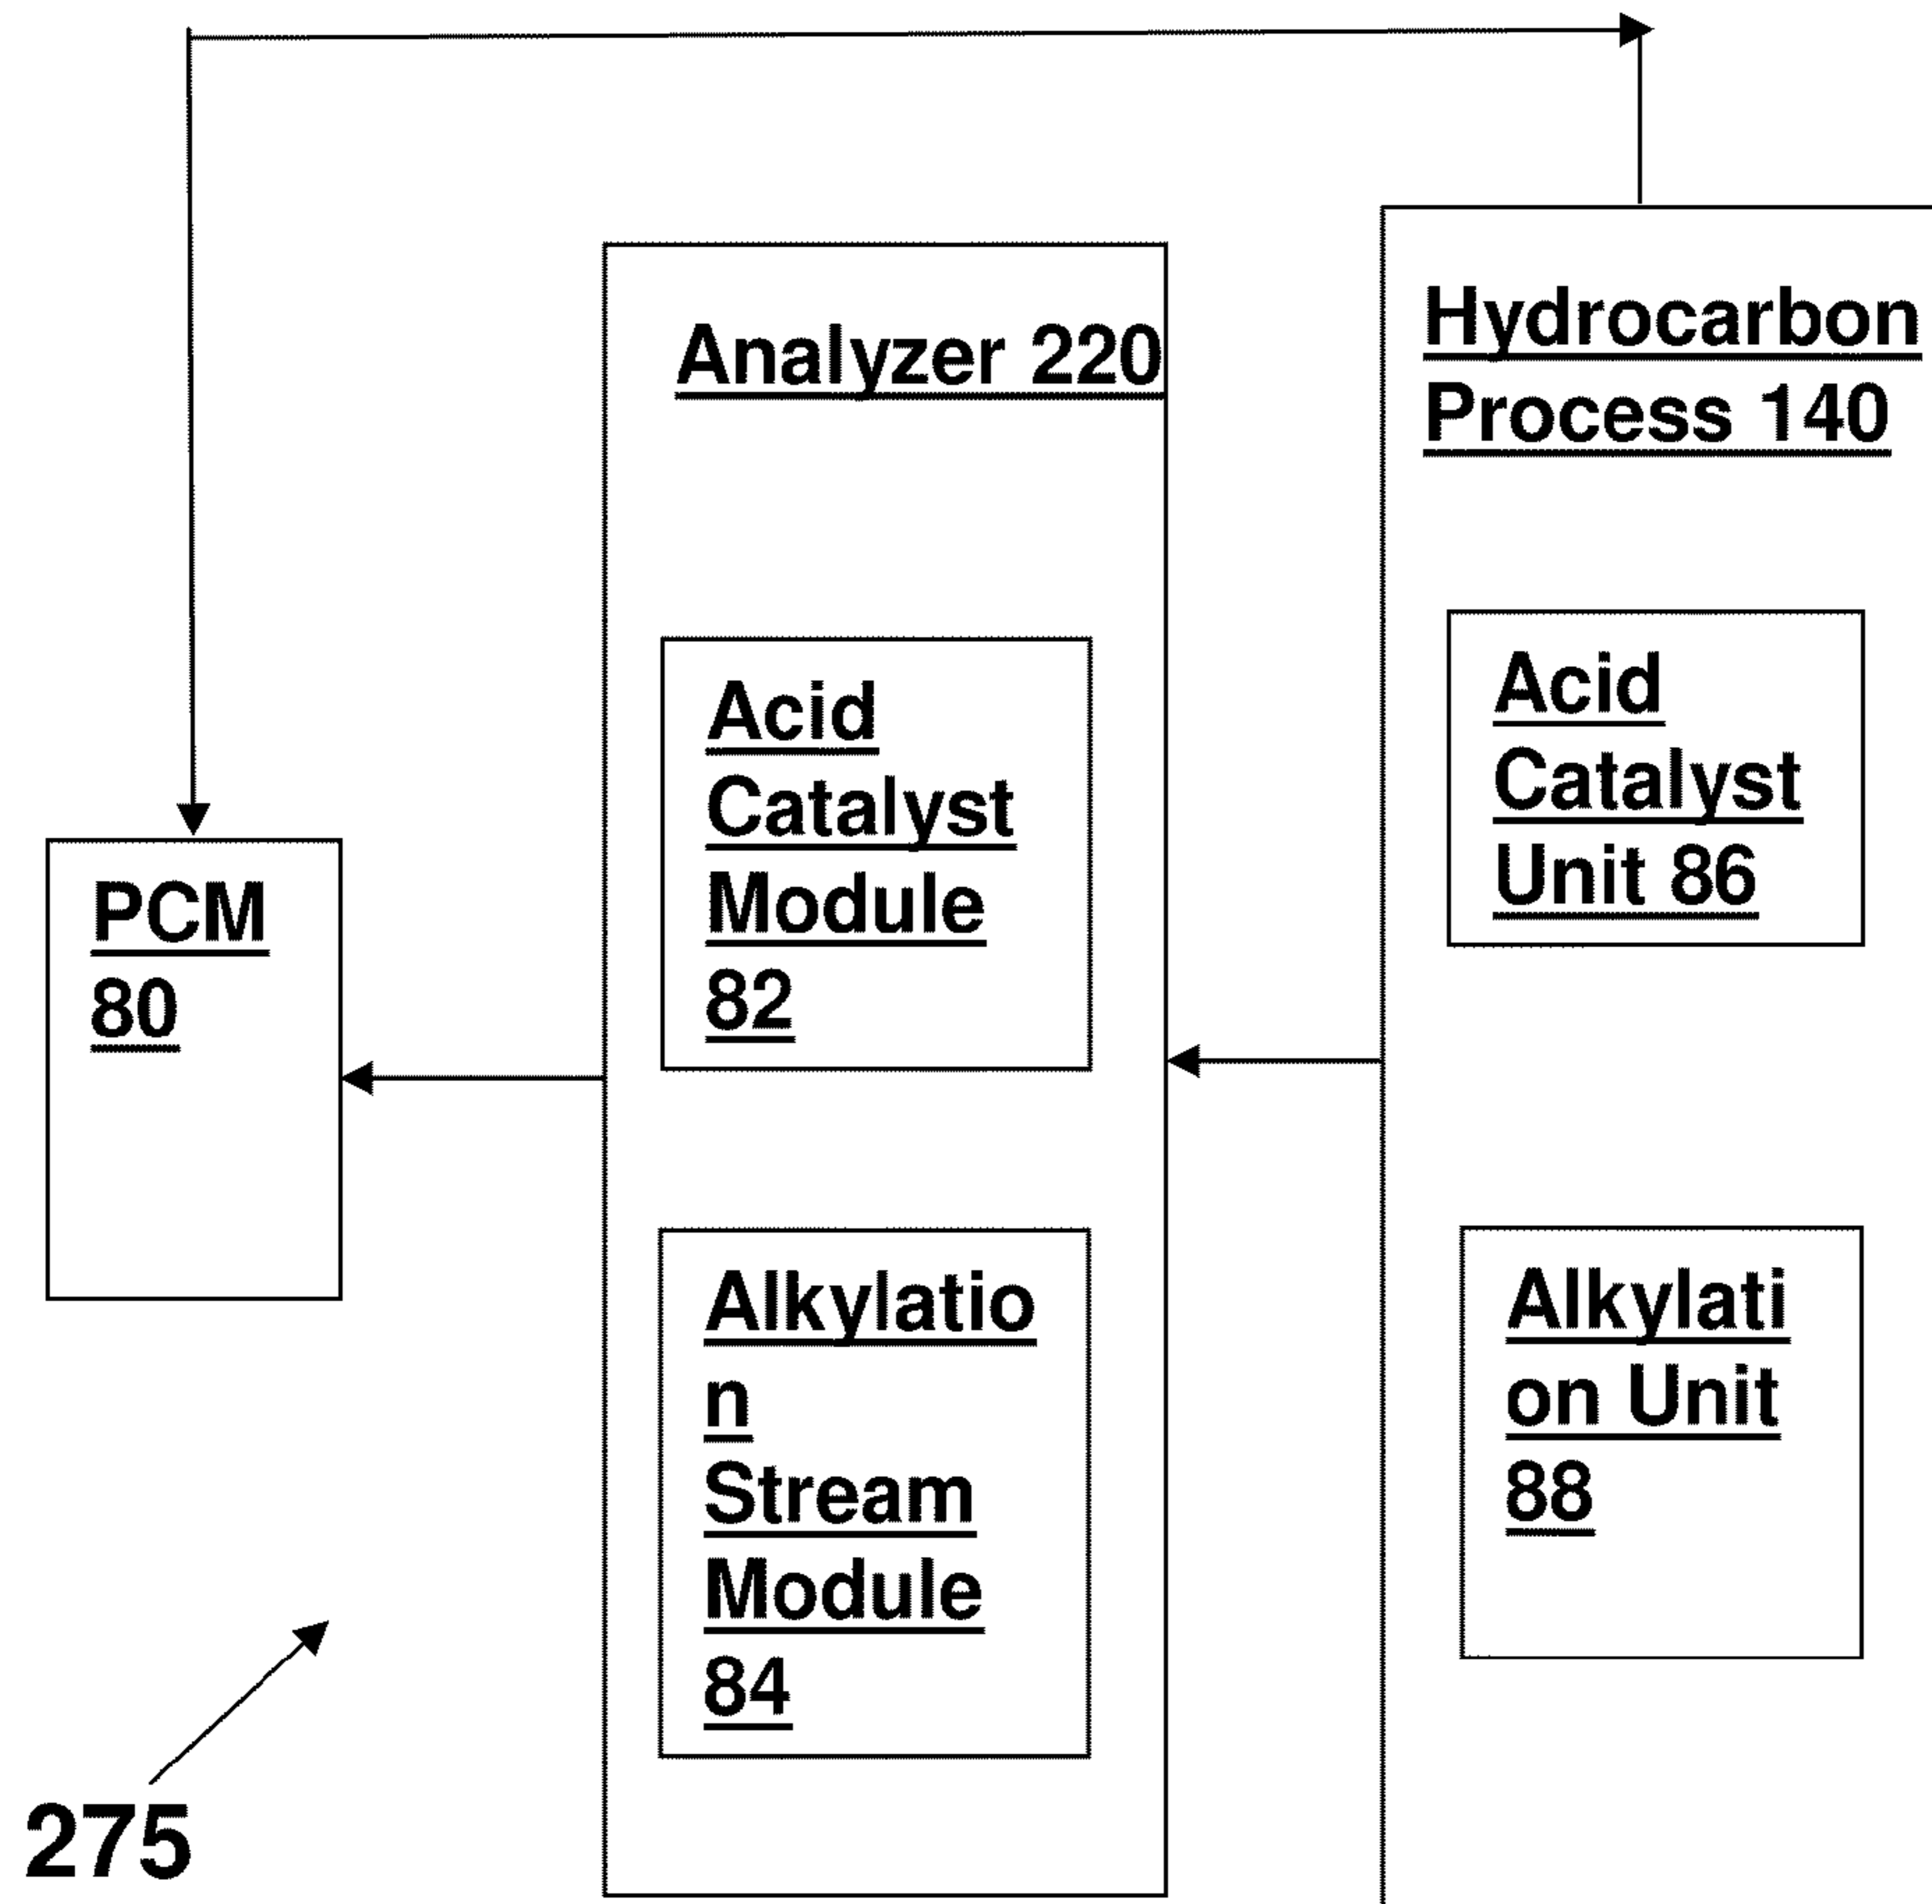 Analyzer 220
Hydrocarbon
Process 140
Acid
Catalyst
Module
82
Acid
Catalyst
Unit 86
PCM
80
Alkylatio
n
Stream
Module
84
Alkylati
on Unit
88
275